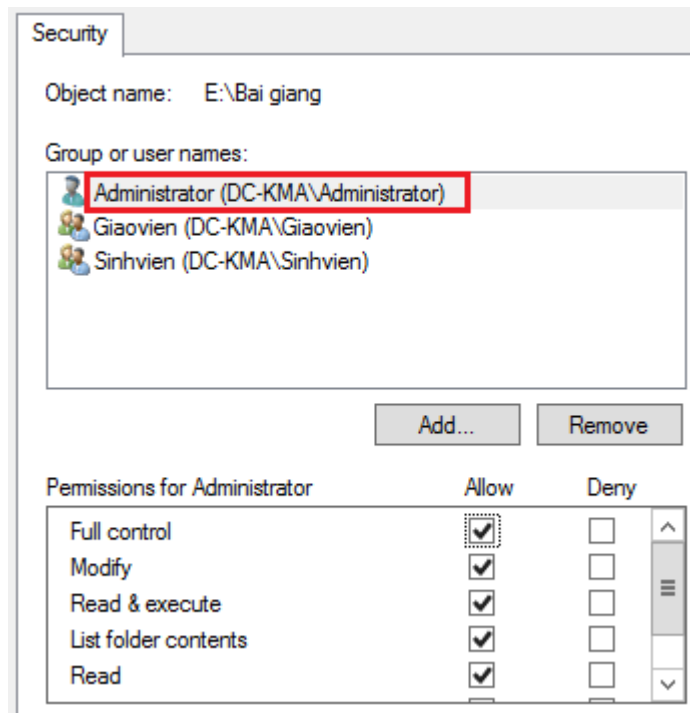 Security
Object name: E:\Bai giang
Group or user names:
Administrator (DC-KMA\Administrator)
Giaovien (DC-KMA\Giaovien)
Sinhvien (DC-KMA\Sinhvien)
Add... Remove
Permissions for Administrator Allow Deny
Full control
Modify
Read & execute
List folder contents
Read